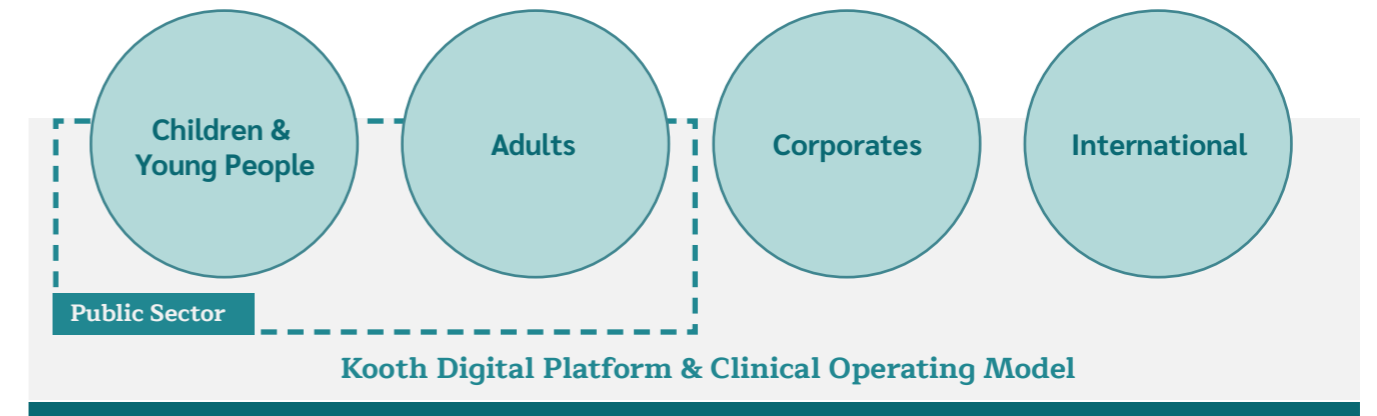 Children &
Young People
Adults
Corporates
International
Public Sector
Kooth Digital Platform & Clinical Operating Model